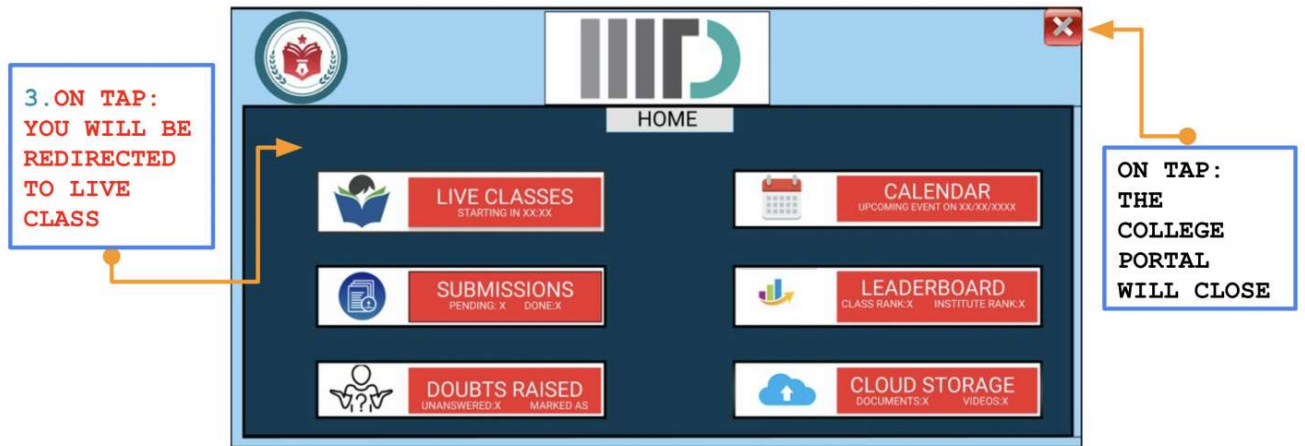 3.ON TAP:
YOU WILL BE
REDIRECTED
TO LIVE
CLASS
IIITD
HOME
LIVE CLASSES
STARTING IN XX:XX
CALENDAR
UPCOMING EVENT ON XX/XX/XXXX
SUBMISSIONS
PENDING: X DONE:X
LEADERBOARD
CLASS RANK:X INSTITUTE RANK:X
DOUBTS RAISED
UNANSWERED:X MARKED AS
CLOUD STORAGE
DOCUMENTS:X VIDEOS:X
ON TAP:
THE
COLLEGE
PORTAL
WILL CLOSE